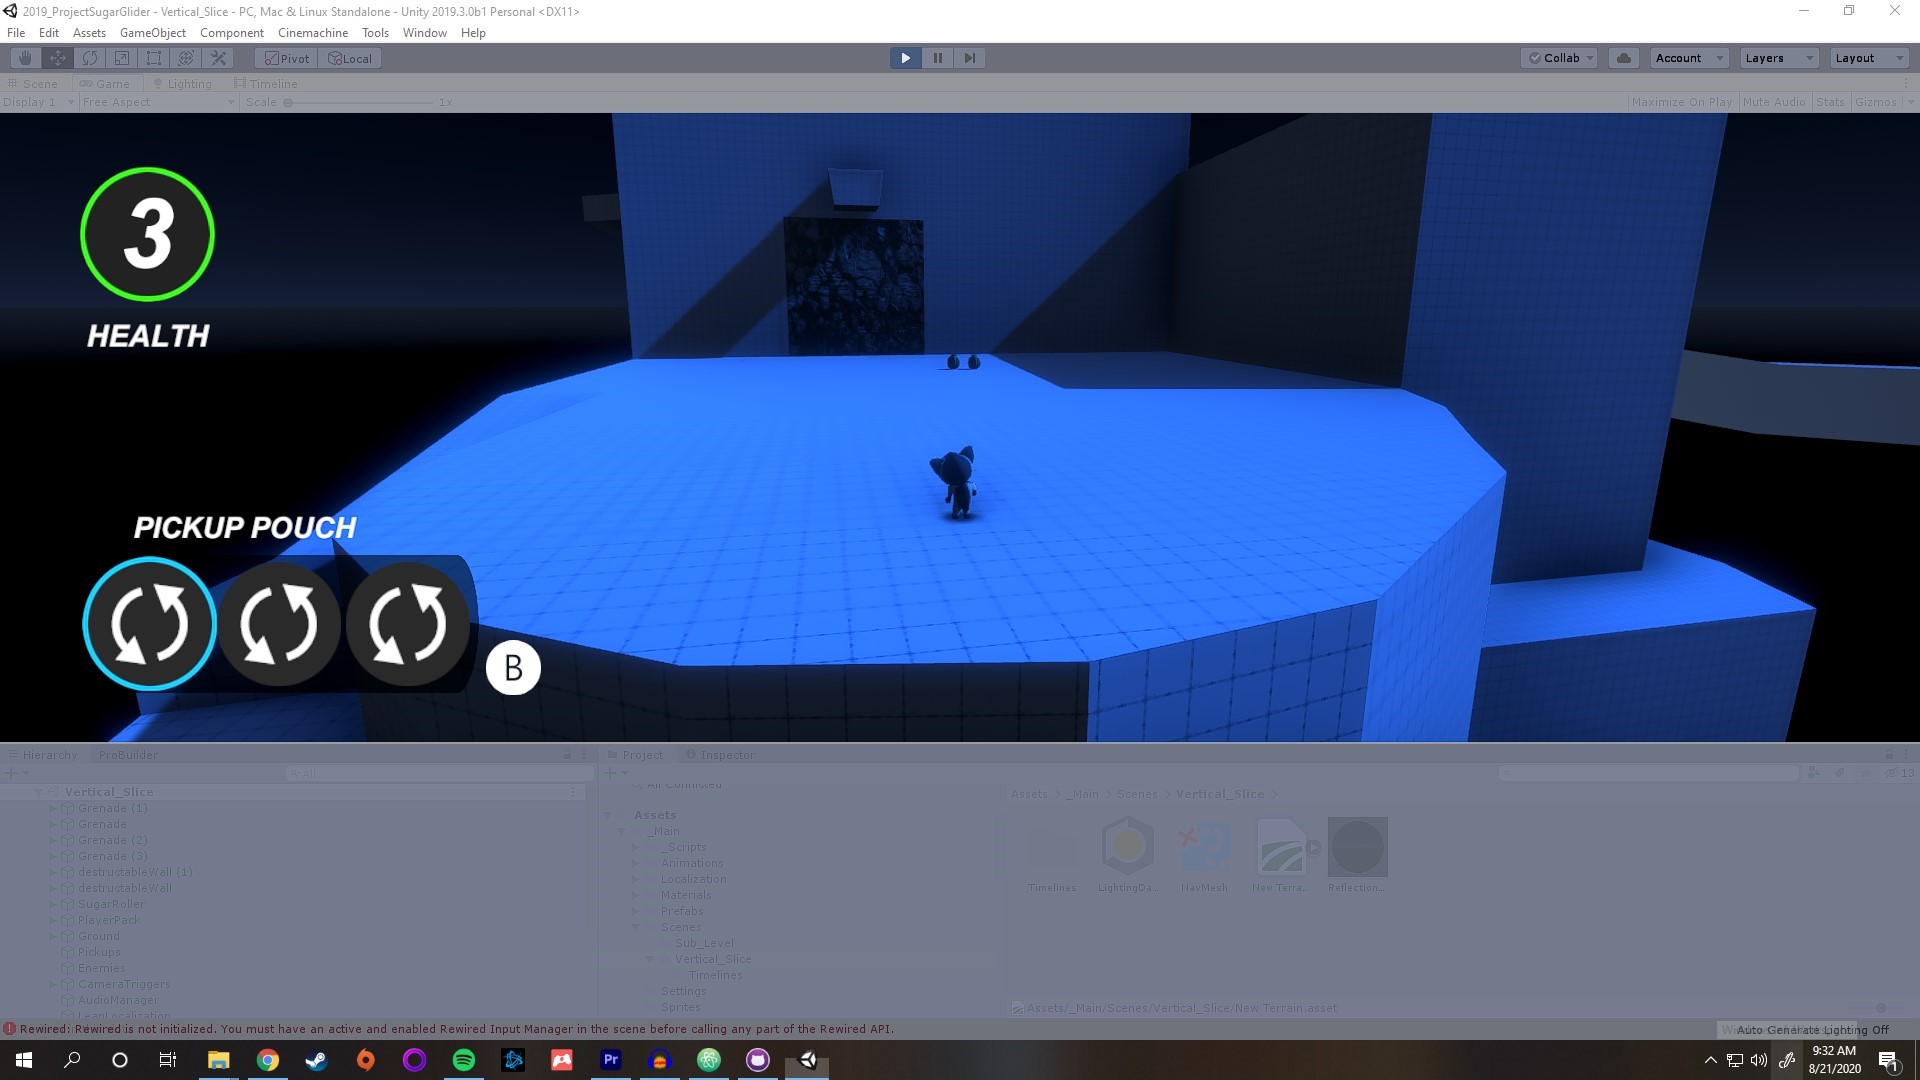 2019_ProjectSugarGlider - Vertical_Slice - PC, Mac & Linux Standalone - Unity 2019.3.0b1 Personal <DX11>
File Edit Assets GameObject Component Cinemachine Tools Window Help
Pivot Local Collab Account Layers Layout
Scene Game Lighting Timeline
Display 1 Free Aspect Scale 1x Maximize On Play Mute Audio Stats Gizmos
3
HEALTH
PICKUP POUCH
B
Hierarchy ProBuilder Project Inspector
All 13
Vertical_Slice
Grenade (1)
Grenade
Grenade (2)
Grenade (3)
destructableWall (1)
destructableWall
SugarRoller
PlayerPack
Ground
Pickups
Enemies
CameraTriggers
AudioManager
LeanLocalization
All Conflicted
Assets
_Main
_Scripts
Animations
Localization
Materials
Prefabs
Scenes
Sub_Level
Vertical_Slice
Timelines
Settings
Sprites
Assets > _Main > Scenes > Vertical_Slice >
Timelines LightingDa... NavMesh New Terra... Reflection...
Assets/_Main/Scenes/Vertical_Slice/New Terrain.asset
Rewired: Rewired is not initialized. You must have an active and enabled Rewired Input Manager in the scene before calling any part of the Rewired API.
Auto Generate Lighting Off
Pr
9:32 AM
8/21/2020
1